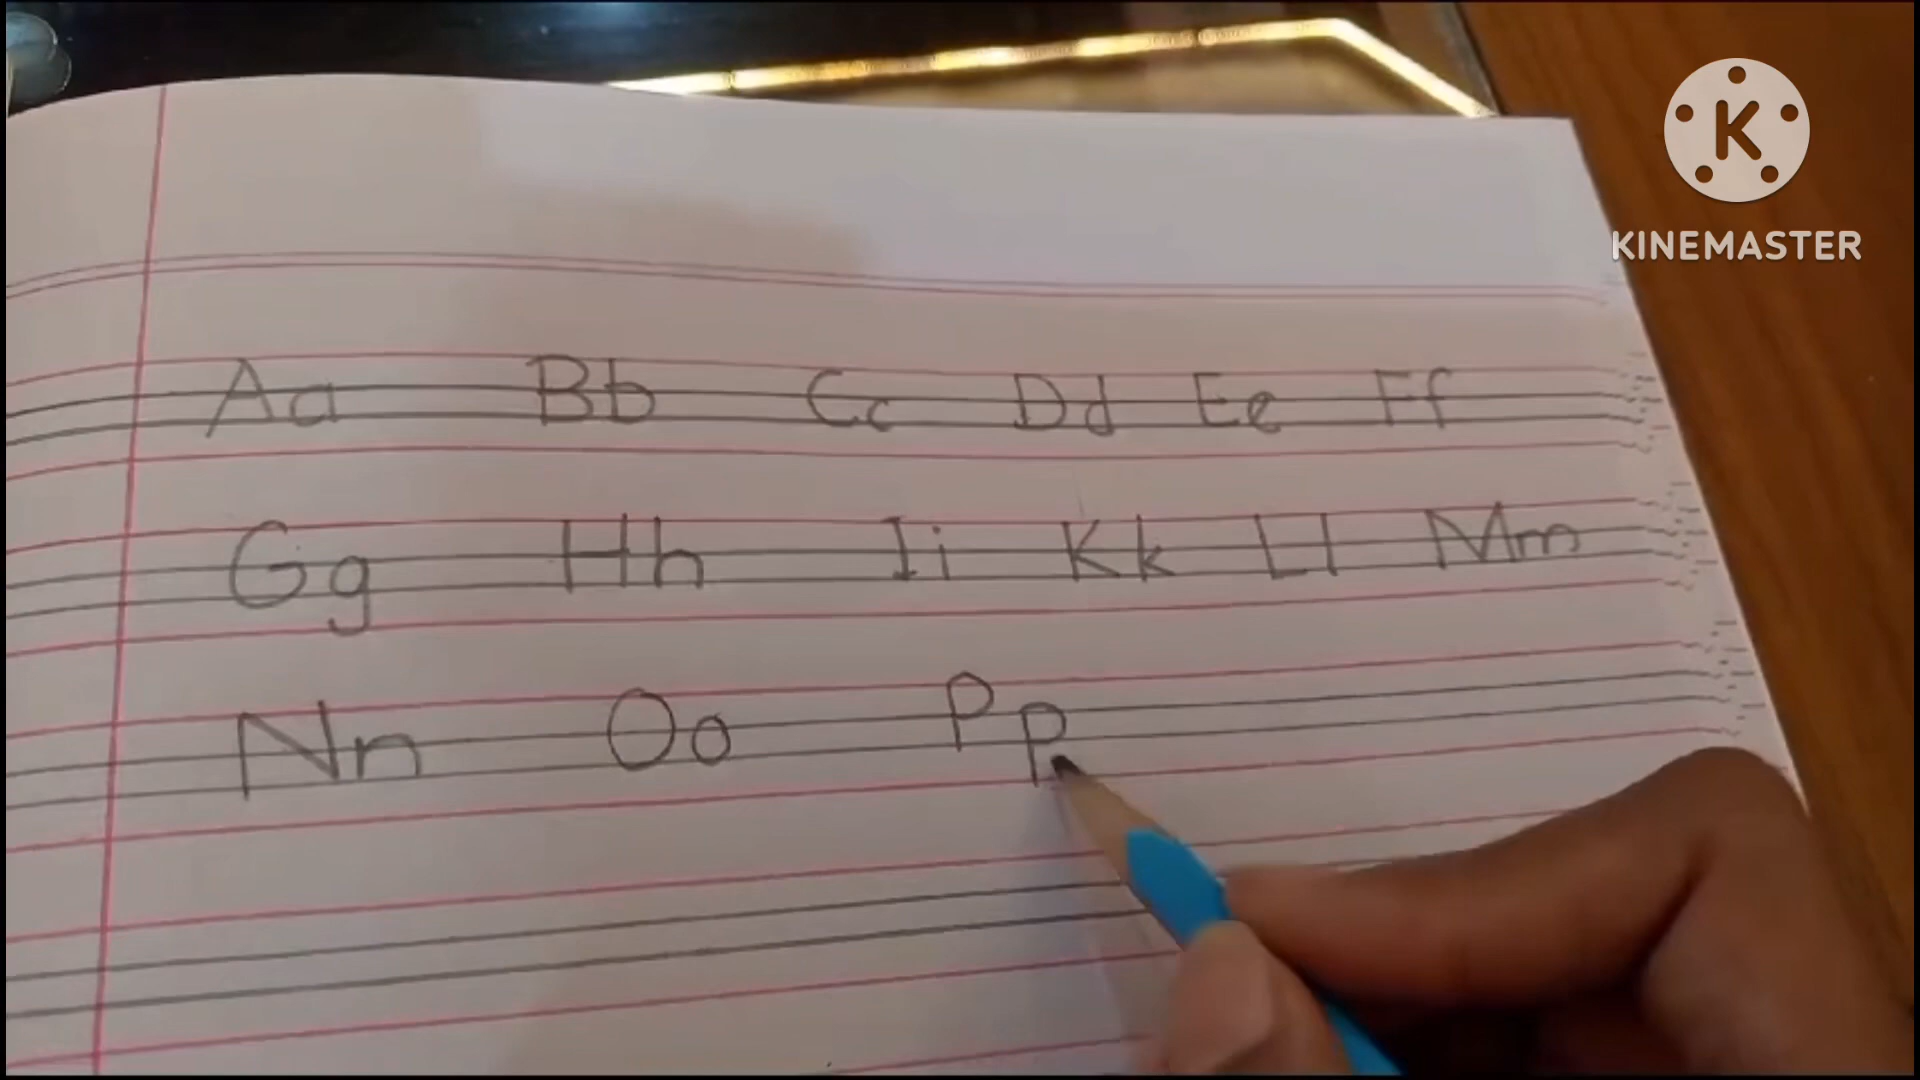 K
KINEMASTER
Aa Bb Cc Dd Ee Ff
Gg Hh Ii Kk Ll Mm
Nn Oo Pp